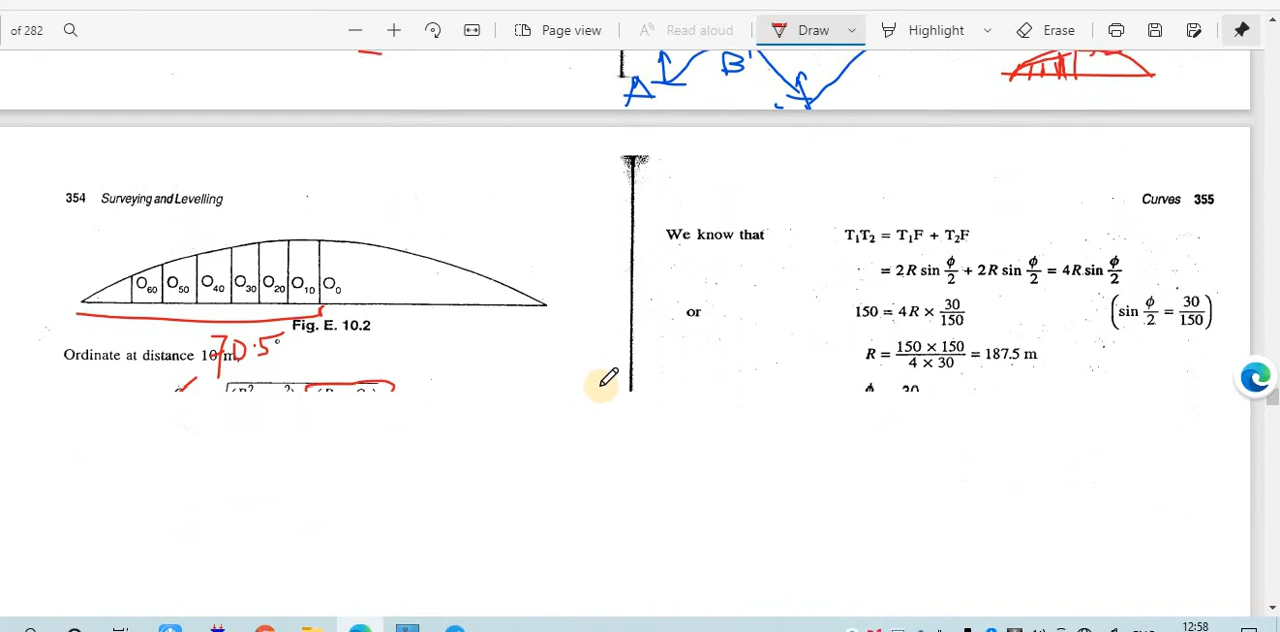 of 282
Page view
Read aloud
Draw
Highlight
Erase
A
B'
354 Surveying and Levelling
O60 O50 O40 O30 O20 O10 O0
Fig. E. 10.2
70.5
Ordinate at distance 10 m,
Curves 355
We know that T₁T₂ = T₁F + T₂F
= 2R sin φ/2 + 2R sin φ/2 = 4R sin φ/2
or 150 = 4R × 30/150 (sin φ/2 = 30/150)
R = 150 × 150 / 4 × 30 = 187.5 m
12:58